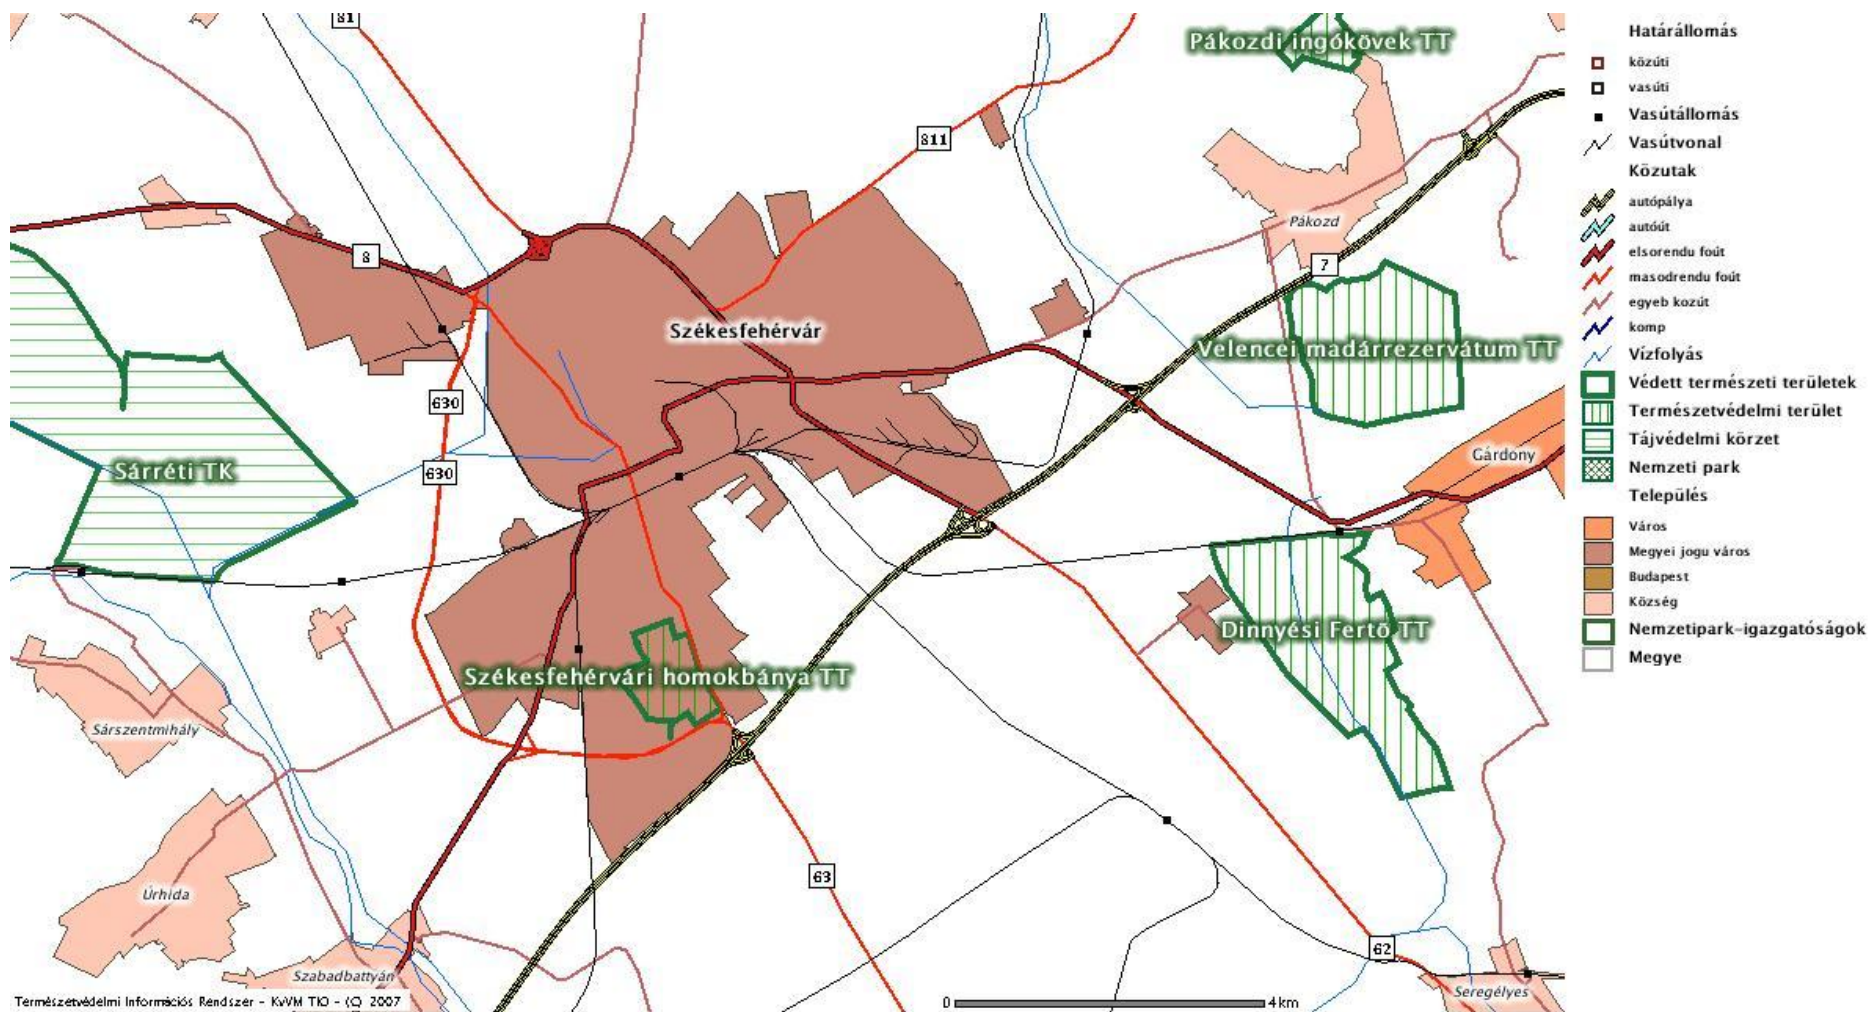 81
Pákozdi ingókövek TT
811
Pákozd
8
7
Székesfehérvár
Velencei madárrezervátum TT
630
Sárréti TK
630
Gárdony
Dinnyési Fertő TT
Székesfehérvári homokbánya TT
Sárszentmihály
63
Úrhida
62
Szabadbattyán
Seregélyes
Természetvédelmi Információs Rendszer - KvVM TIO - (C) 2007
0 4km
Határállomás
közúti
vasúti
Vasútállomás
Vasútvonal
Közutak
autópálya
autóút
elsorendu foút
masodrendu foút
egyeb kozút
komp
Vízfolyás
Védett természeti területek
Természetvédelmi terület
Tájvédelmi körzet
Nemzeti park
Település
Város
Megyei jogu város
Budapest
Község
Nemzetipark-igazgatóságok
Megye